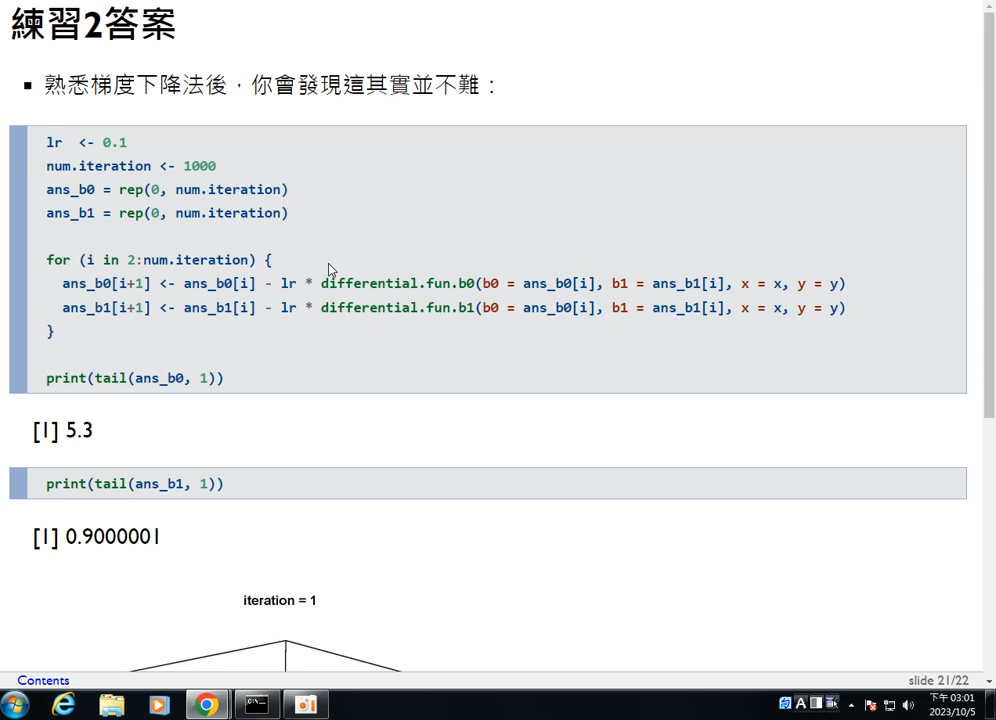 練習2答案
熟悉梯度下降法後，你會發現這其實並不難：
lr  <- 0.1
num.iteration <- 1000
ans_b0 = rep(0, num.iteration)
ans_b1 = rep(0, num.iteration)
for (i in 2:num.iteration) {
  ans_b0[i+1] <- ans_b0[i] - lr * differential.fun.b0(b0 = ans_b0[i], b1 = ans_b1[i], x = x, y = y)
  ans_b1[i+1] <- ans_b1[i] - lr * differential.fun.b1(b0 = ans_b0[i], b1 = ans_b1[i], x = x, y = y)
}
print(tail(ans_b0, 1))
[1] 5.3
print(tail(ans_b1, 1))
[1] 0.9000001
iteration = 1
Contents
slide 21/22
下午 03:01
2023/10/5